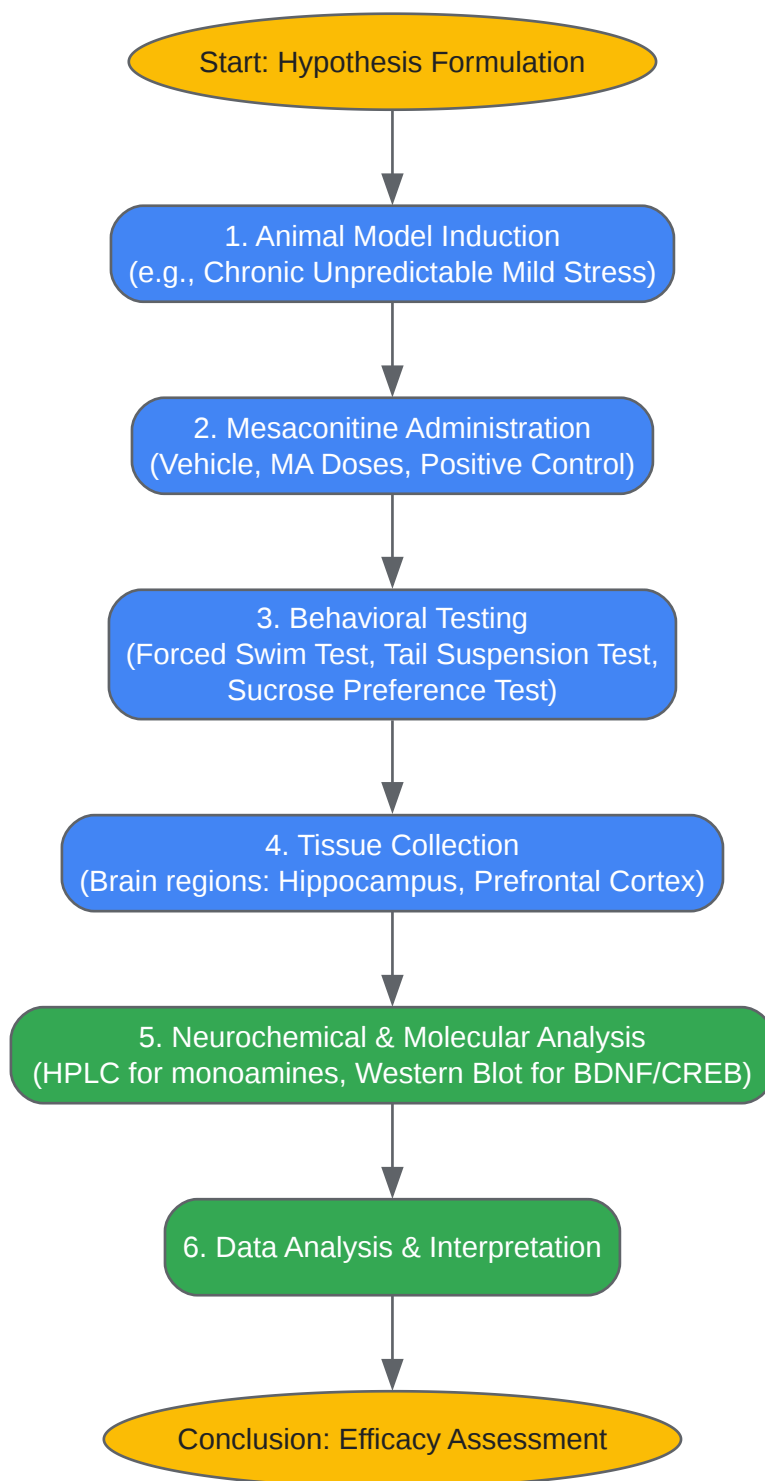 Start: Hypothesis Formulation
1. Animal Model Induction
(e.g., Chronic Unpredictable Mild Stress)
2. Mesaconitine Administration
(Vehicle, MA Doses, Positive Control)
3. Behavioral Testing
(Forced Swim Test, Tail Suspension Test,
Sucrose Preference Test)
4. Tissue Collection
(Brain regions: Hippocampus, Prefrontal Cortex)
5. Neurochemical & Molecular Analysis
(HPLC for monoamines, Western Blot for BDNF/CREB)
6. Data Analysis & Interpretation
Conclusion: Efficacy Assessment